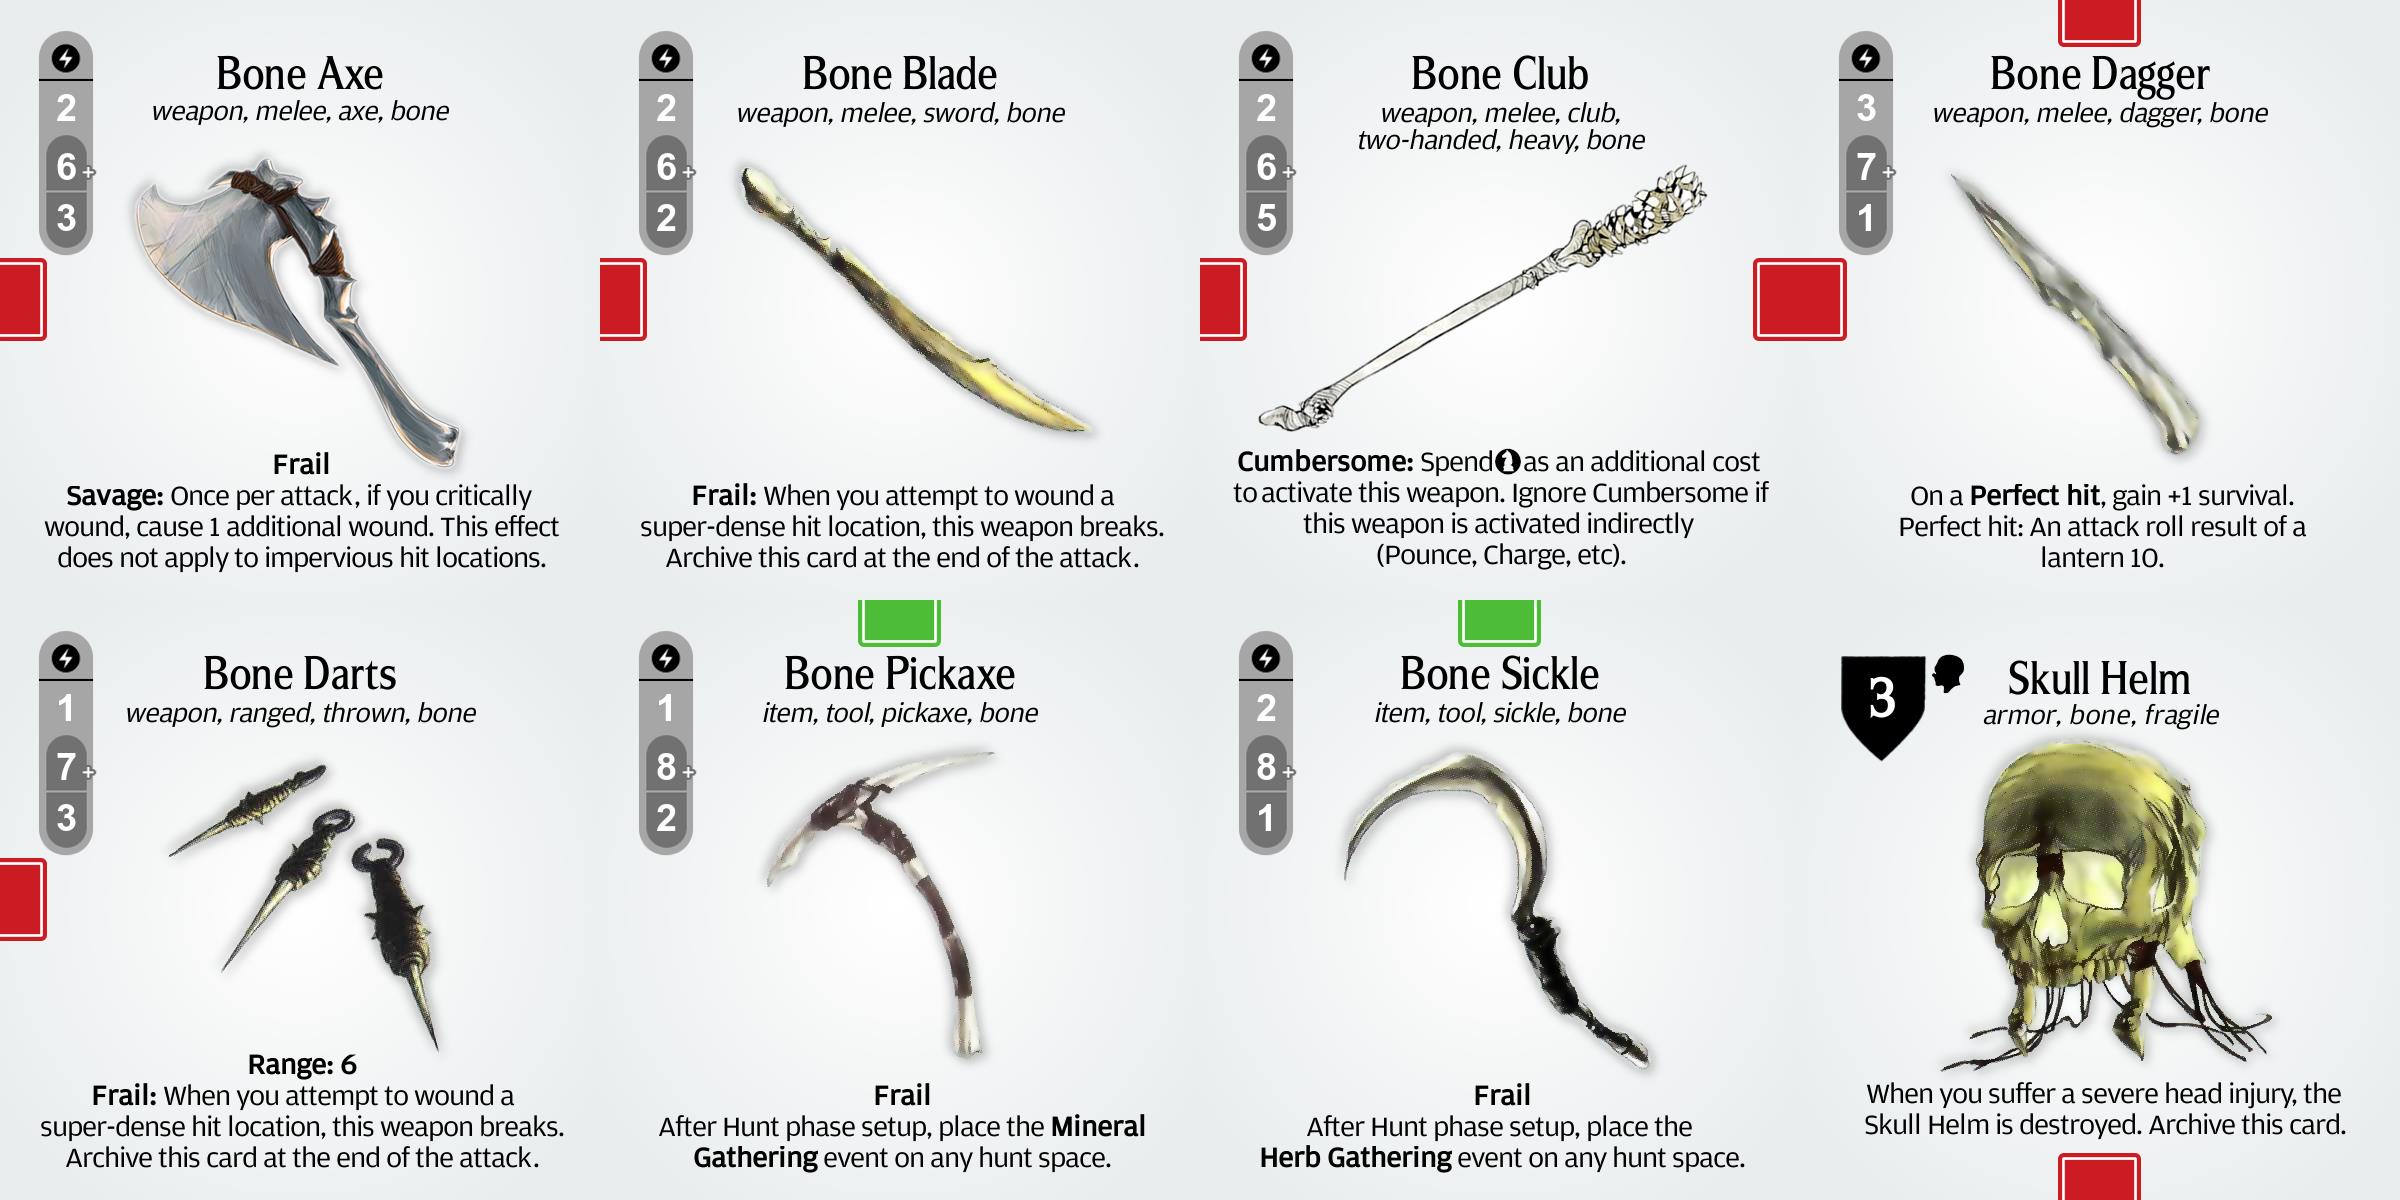 Bone Axe
weapon, melee, axe, bone
2
6+
3
Frail
Savage: Once per attack, if you critically
wound, cause 1 additional wound. This effect
does not apply to impervious hit locations.
Bone Blade
weapon, melee, sword, bone
2
6+
2
Frail: When you attempt to wound a
super-dense hit location, this weapon breaks.
Archive this card at the end of the attack.
Bone Club
weapon, melee, club,
two-handed, heavy, bone
2
6+
5
Cumbersome: Spend as an additional cost
to activate this weapon. Ignore Cumbersome if
this weapon is activated indirectly
(Pounce, Charge, etc).
Bone Dagger
weapon, melee, dagger, bone
3
7+
1
On a Perfect hit, gain +1 survival.
Perfect hit: An attack roll result of a
lantern 10.
Bone Darts
weapon, ranged, thrown, bone
1
7+
3
Range: 6
Frail: When you attempt to wound a
super-dense hit location, this weapon breaks.
Archive this card at the end of the attack.
Bone Pickaxe
item, tool, pickaxe, bone
1
8+
2
Frail
After Hunt phase setup, place the Mineral
Gathering event on any hunt space.
Bone Sickle
item, tool, sickle, bone
2
8+
1
Frail
After Hunt phase setup, place the
Herb Gathering event on any hunt space.
3
Skull Helm
armor, bone, fragile
When you suffer a severe head injury, the
Skull Helm is destroyed. Archive this card.